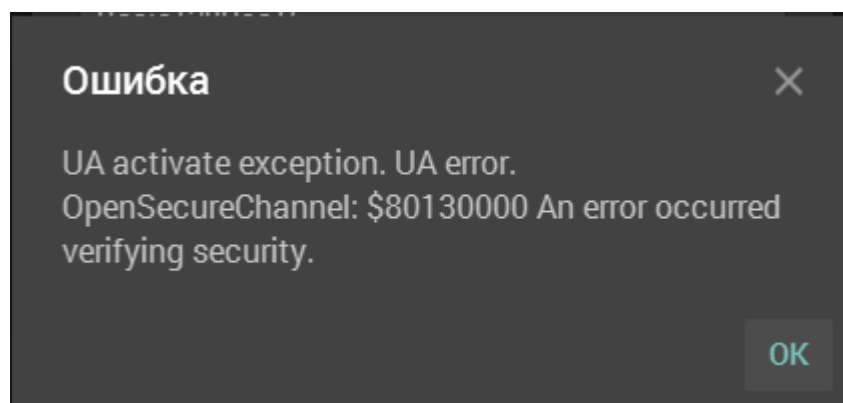 Ошибка
UA activate exception. UA error.
OpenSecureChannel: $80130000 An error occurred
verifying security.
OK